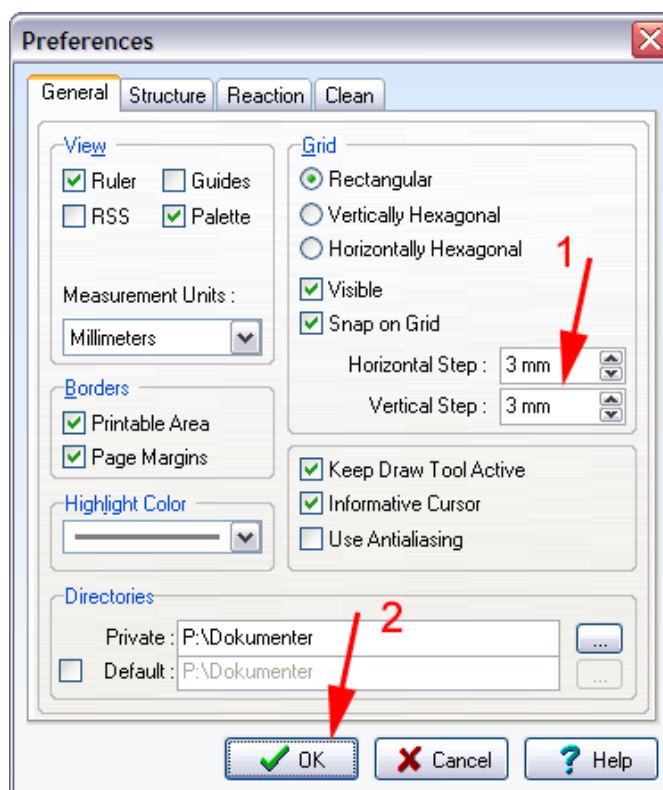 Preferences
General Structure Reaction Clean
View
Ruler Guides
RSS Palette
Measurement Units :
Millimeters
Borders
Printable Area
Page Margins
Highlight Color
Grid
Rectangular
Vertically Hexagonal
Horizontally Hexagonal
1
Visible
Snap on Grid
Horizontal Step : 3 mm
Vertical Step : 3 mm
Keep Draw Tool Active
Informative Cursor
Use Antialiasing
Directories
2
Private : P:\Dokumenter ...
Default : P:\Dokumenter ...
OK Cancel ? Help